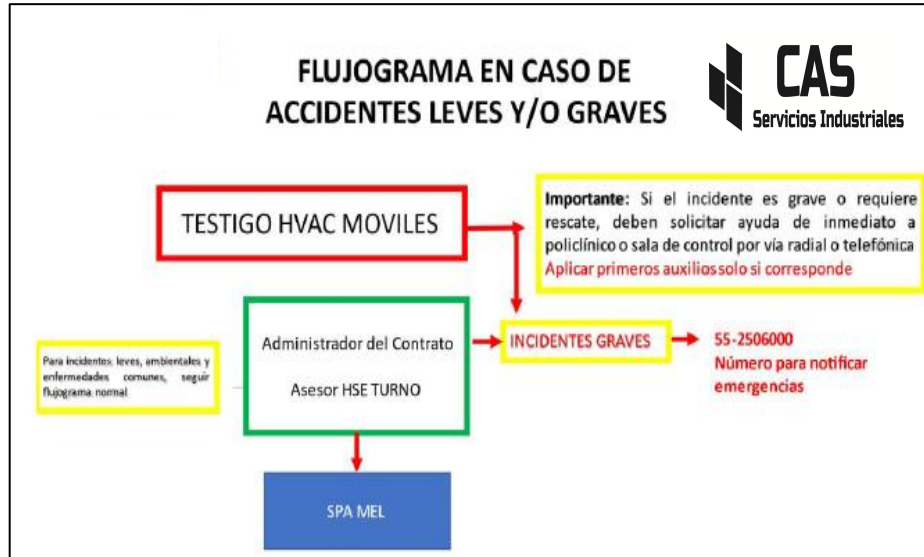 FLUJOGRAMA EN CASO DE
ACCIDENTES LEVES Y/O GRAVES
CAS
Servicios Industriales
TESTIGO HVAC MOVILES
Importante: Si el incidente es grave o requiere
rescate, deben solicitar ayuda de inmediato a
policlínico o sala de control por vía radial o telefónica
Aplicar primeros auxilios solo si corresponde
Administrador del Contrato
Asesor HSE TURNO
INCIDENTES GRAVES
55-2506000
Número para notificar
emergencias
Para incidentes leves, ambientales y
enfermedades comunes, seguir
flujograma normal
SPA MEL